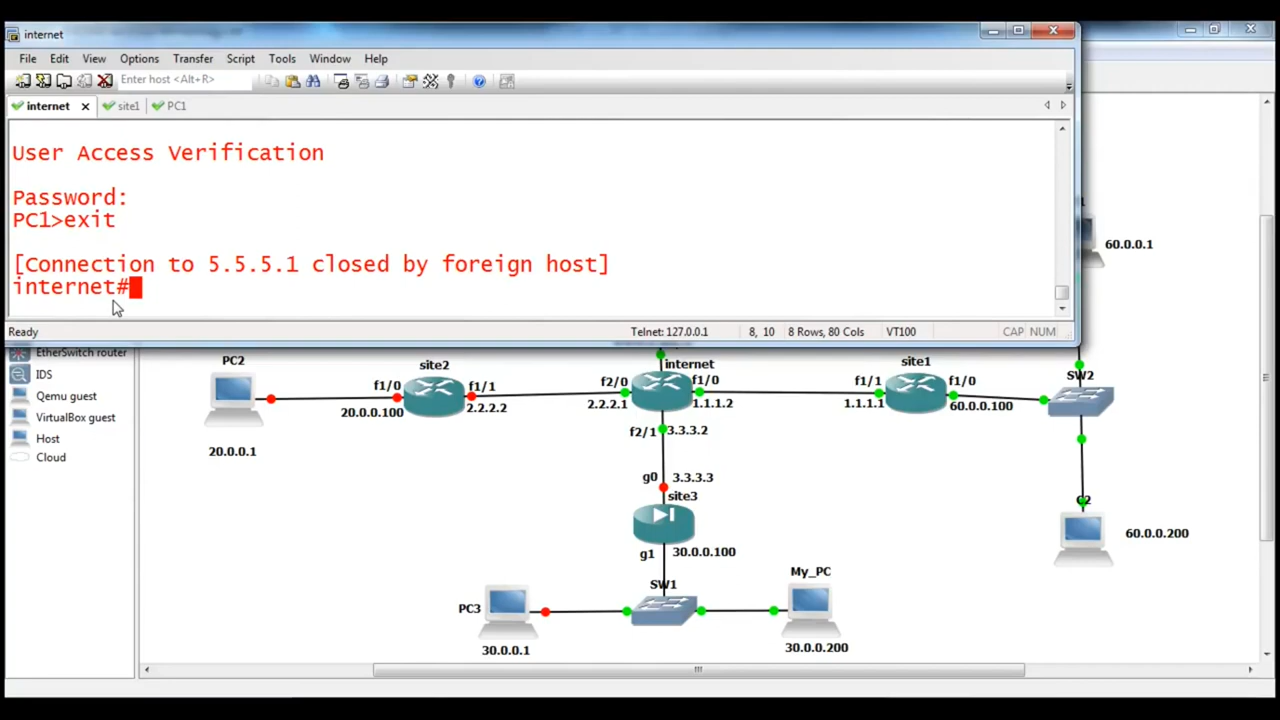 internet
File Edit View Options Transfer Script Tools Window Help
Enter host <Alt+R>
internet x site1 PC1
User Access Verification
Password:
PC1>exit
[Connection to 5.5.5.1 closed by foreign host]
internet#
Ready Telnet: 127.0.0.1 8, 10 8 Rows, 80 Cols VT100 CAP NUM
60.0.0.1
EtherSwitch router
IDS
Qemu guest
VirtualBox guest
Host
Cloud
PC2
20.0.0.1
site2
f1/0
20.0.0.100
f1/1
2.2.2.2
internet
f2/0
2.2.2.1
f1/0
1.1.1.2
f2/1
3.3.3.2
site1
f1/1
1.1.1.1
f1/0
60.0.0.100
SW2
60.0.0.200
g0
3.3.3.3
site3
g1
30.0.0.100
SW1
PC3
30.0.0.1
My_PC
30.0.0.200